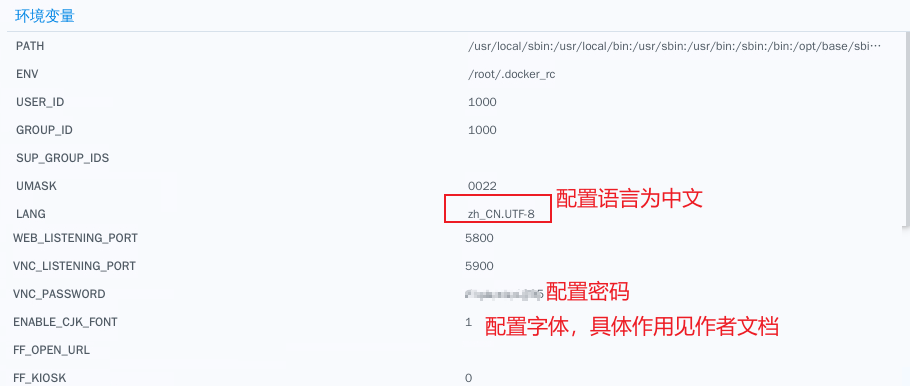 环境变量
PATH /usr/local/sbin:/usr/local/bin:/usr/sbin:/usr/bin:/sbin:/bin:/opt/base/sbi···
ENV /root/.docker_rc
USER_ID 1000
GROUP_ID 1000
SUP_GROUP_IDS
UMASK 0022
LANG zh_CN.UTF-8 配置语言为中文
WEB_LISTENING_PORT 5800
VNC_LISTENING_PORT 5900
VNC_PASSWORD 配置密码
ENABLE_CJK_FONT 1 配置字体，具体作用见作者文档
FF_OPEN_URL
FF_KIOSK 0